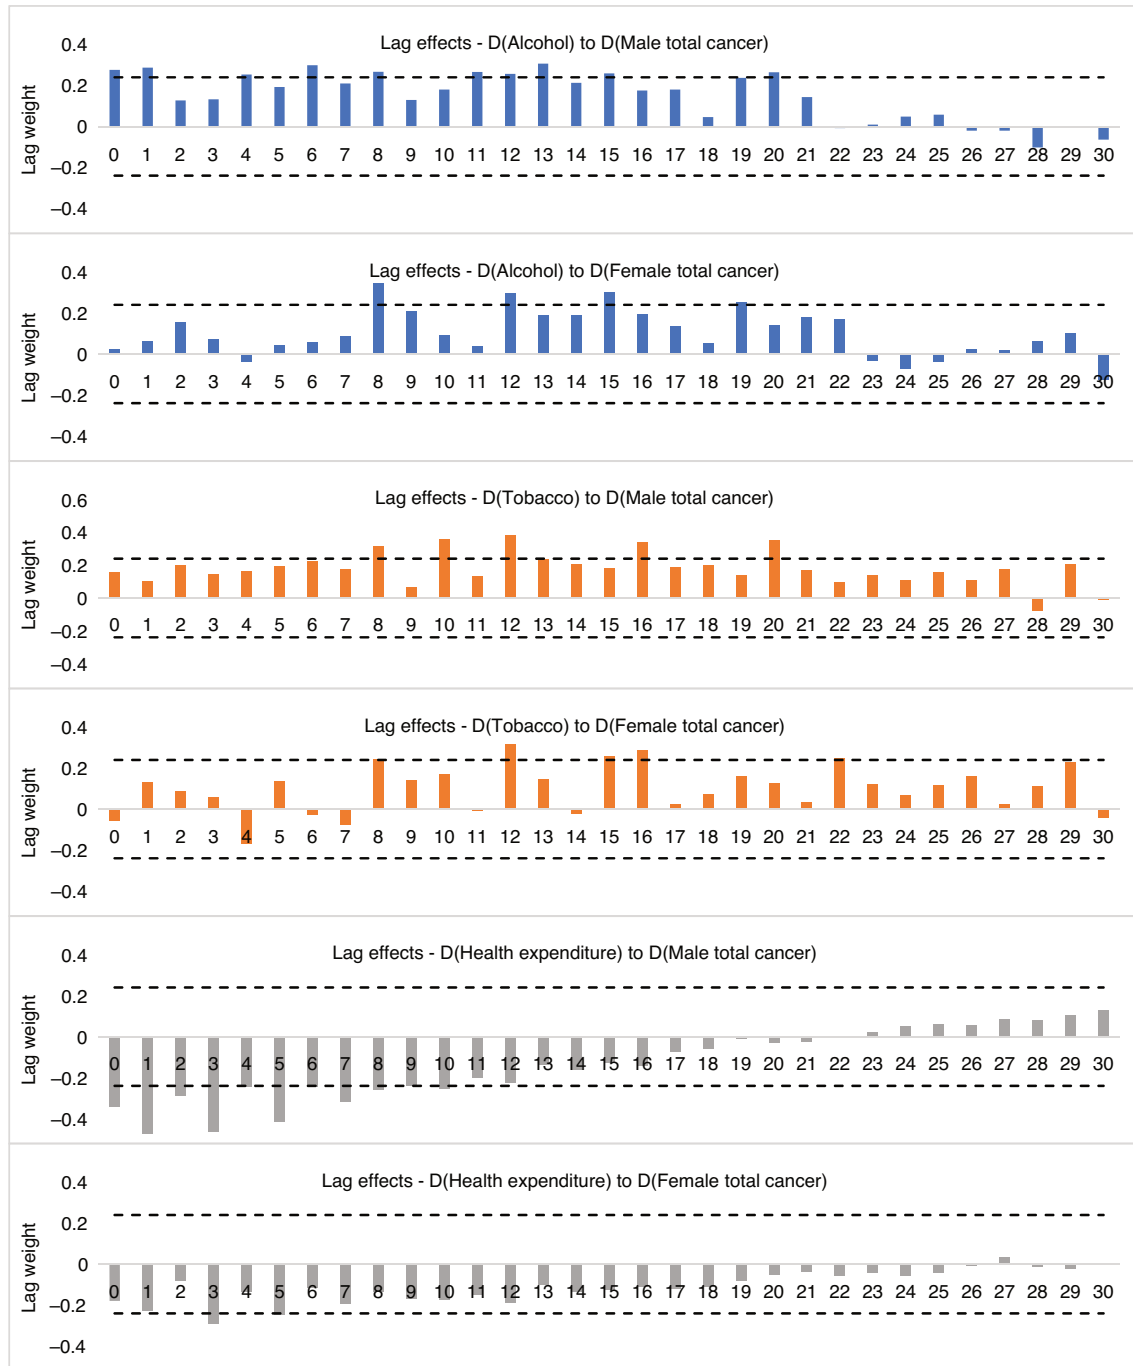 Lag effects - D(Alcohol) to D(Male total cancer)
Lag weight
0.4
0.2
0
–0.2
–0.4
0 1 2 3 4 5 6 7 8 9 10 11 12 13 14 15 16 17 18 19 20 21 22 23 24 25 26 27 28 29 30
Lag effects - D(Alcohol) to D(Female total cancer)
Lag weight
0.4
0.2
0
–0.2
–0.4
0 1 2 3 4 5 6 7 8 9 10 11 12 13 14 15 16 17 18 19 20 21 22 23 24 25 26 27 28 29 30
Lag effects - D(Tobacco) to D(Male total cancer)
Lag weight
0.6
0.4
0.2
0
–0.2
–0.4
0 1 2 3 4 5 6 7 8 9 10 11 12 13 14 15 16 17 18 19 20 21 22 23 24 25 26 27 28 29 30
Lag effects - D(Tobacco) to D(Female total cancer)
Lag weight
0.4
0.2
0
–0.2
–0.4
0 1 2 3 4 5 6 7 8 9 10 11 12 13 14 15 16 17 18 19 20 21 22 23 24 25 26 27 28 29 30
Lag effects - D(Health expenditure) to D(Male total cancer)
Lag weight
0.4
0.2
0
–0.2
–0.4
0 1 2 3 4 5 6 7 8 9 10 11 12 13 14 15 16 17 18 19 20 21 22 23 24 25 26 27 28 29 30
Lag effects - D(Health expenditure) to D(Female total cancer)
Lag weight
0.4
0.2
0
–0.2
–0.4
0 1 2 3 4 5 6 7 8 9 10 11 12 13 14 15 16 17 18 19 20 21 22 23 24 25 26 27 28 29 30